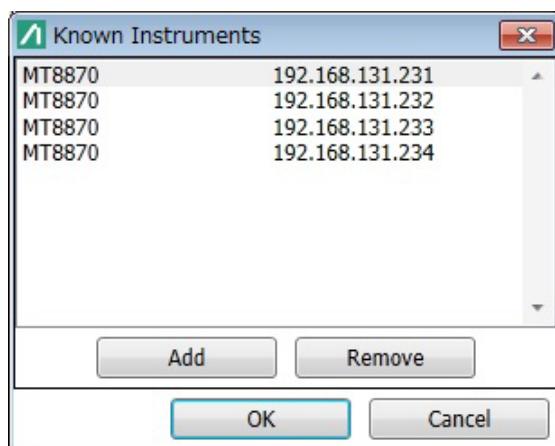 Known Instruments
MT8870 192.168.131.231
MT8870 192.168.131.232
MT8870 192.168.131.233
MT8870 192.168.131.234
Add Remove
OK Cancel